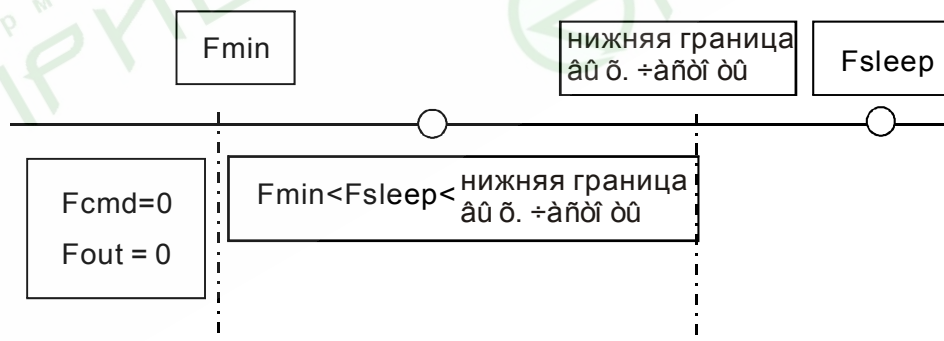 Fmin
нижняя граница
âû õ. ÷àñòî òû
Fsleep
Fcmd=0
Fout = 0
Fmin<Fsleep< нижняя граница
âû õ. ÷àñòî òû